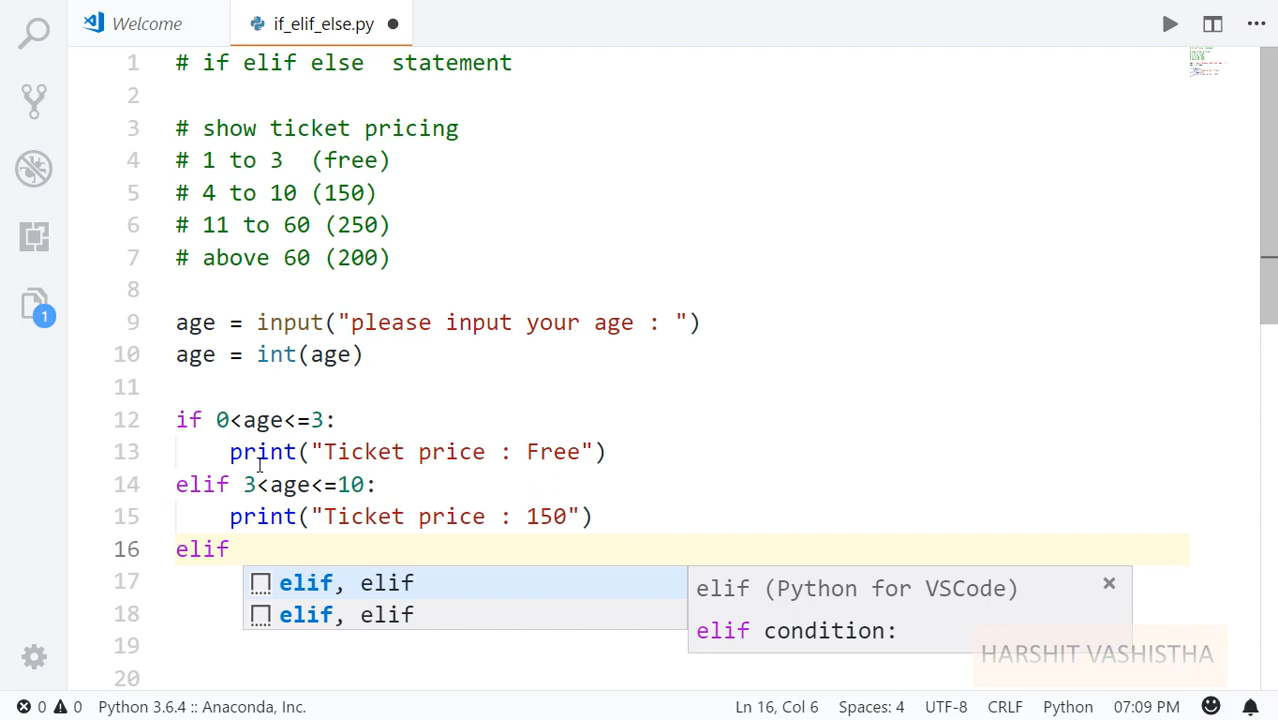 Welcome
if_elif_else.py
1 # if elif else  statement
2
3 # show ticket pricing
4 # 1 to 3  (free)
5 # 4 to 10 (150)
6 # 11 to 60 (250)
7 # above 60 (200)
8
9 age = input("please input your age : ")
10 age = int(age)
11
12 if 0<age<=3:
13     print("Ticket price : Free")
14 elif 3<age<=10:
15     print("Ticket price : 150")
16 elif
17
18
19
20
elif, elif
elif, elif
elif (Python for VSCode)
elif condition:
1
HARSHIT VASHISTHA
0 0 Python 3.6.4 :: Anaconda, Inc. Ln 16, Col 6 Spaces: 4 UTF-8 CRLF Python 07:09 PM